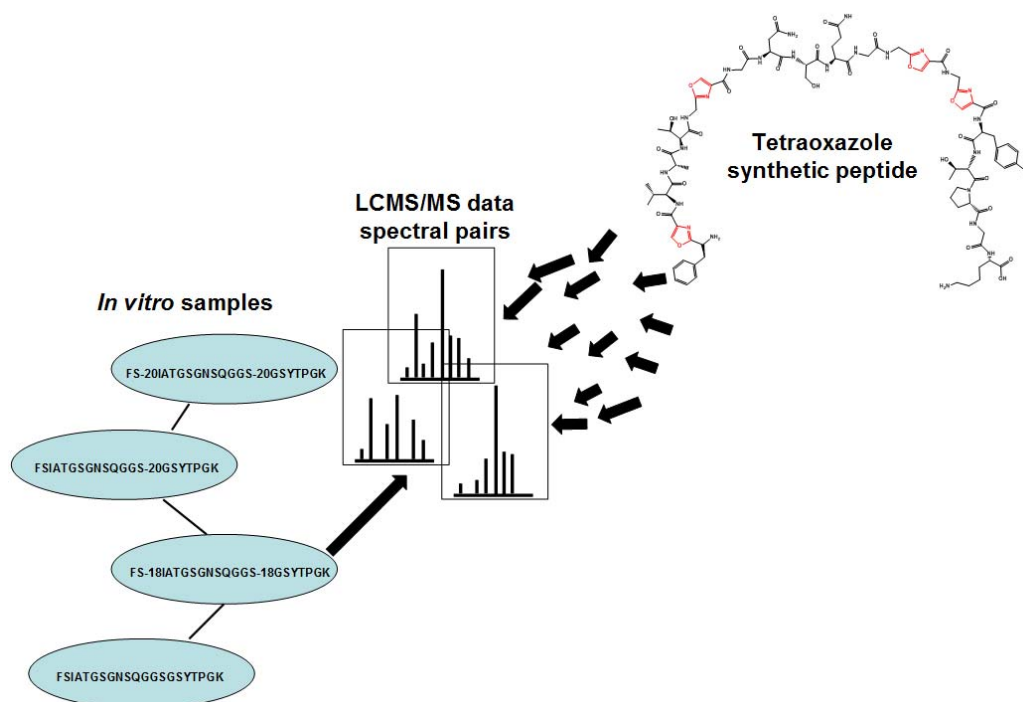 Tetraoxazole
synthetic peptide
LCMS/MS data
spectral pairs
In vitro samples
FS-20IATGSGNSQGGS-20GSYTPGK
FSIATGSGNSQGGS-20GSYTPGK
FS-18IATGSGNSQGGS-18GSYTPGK
FSIATGSGNSQGGSGSYTPGK